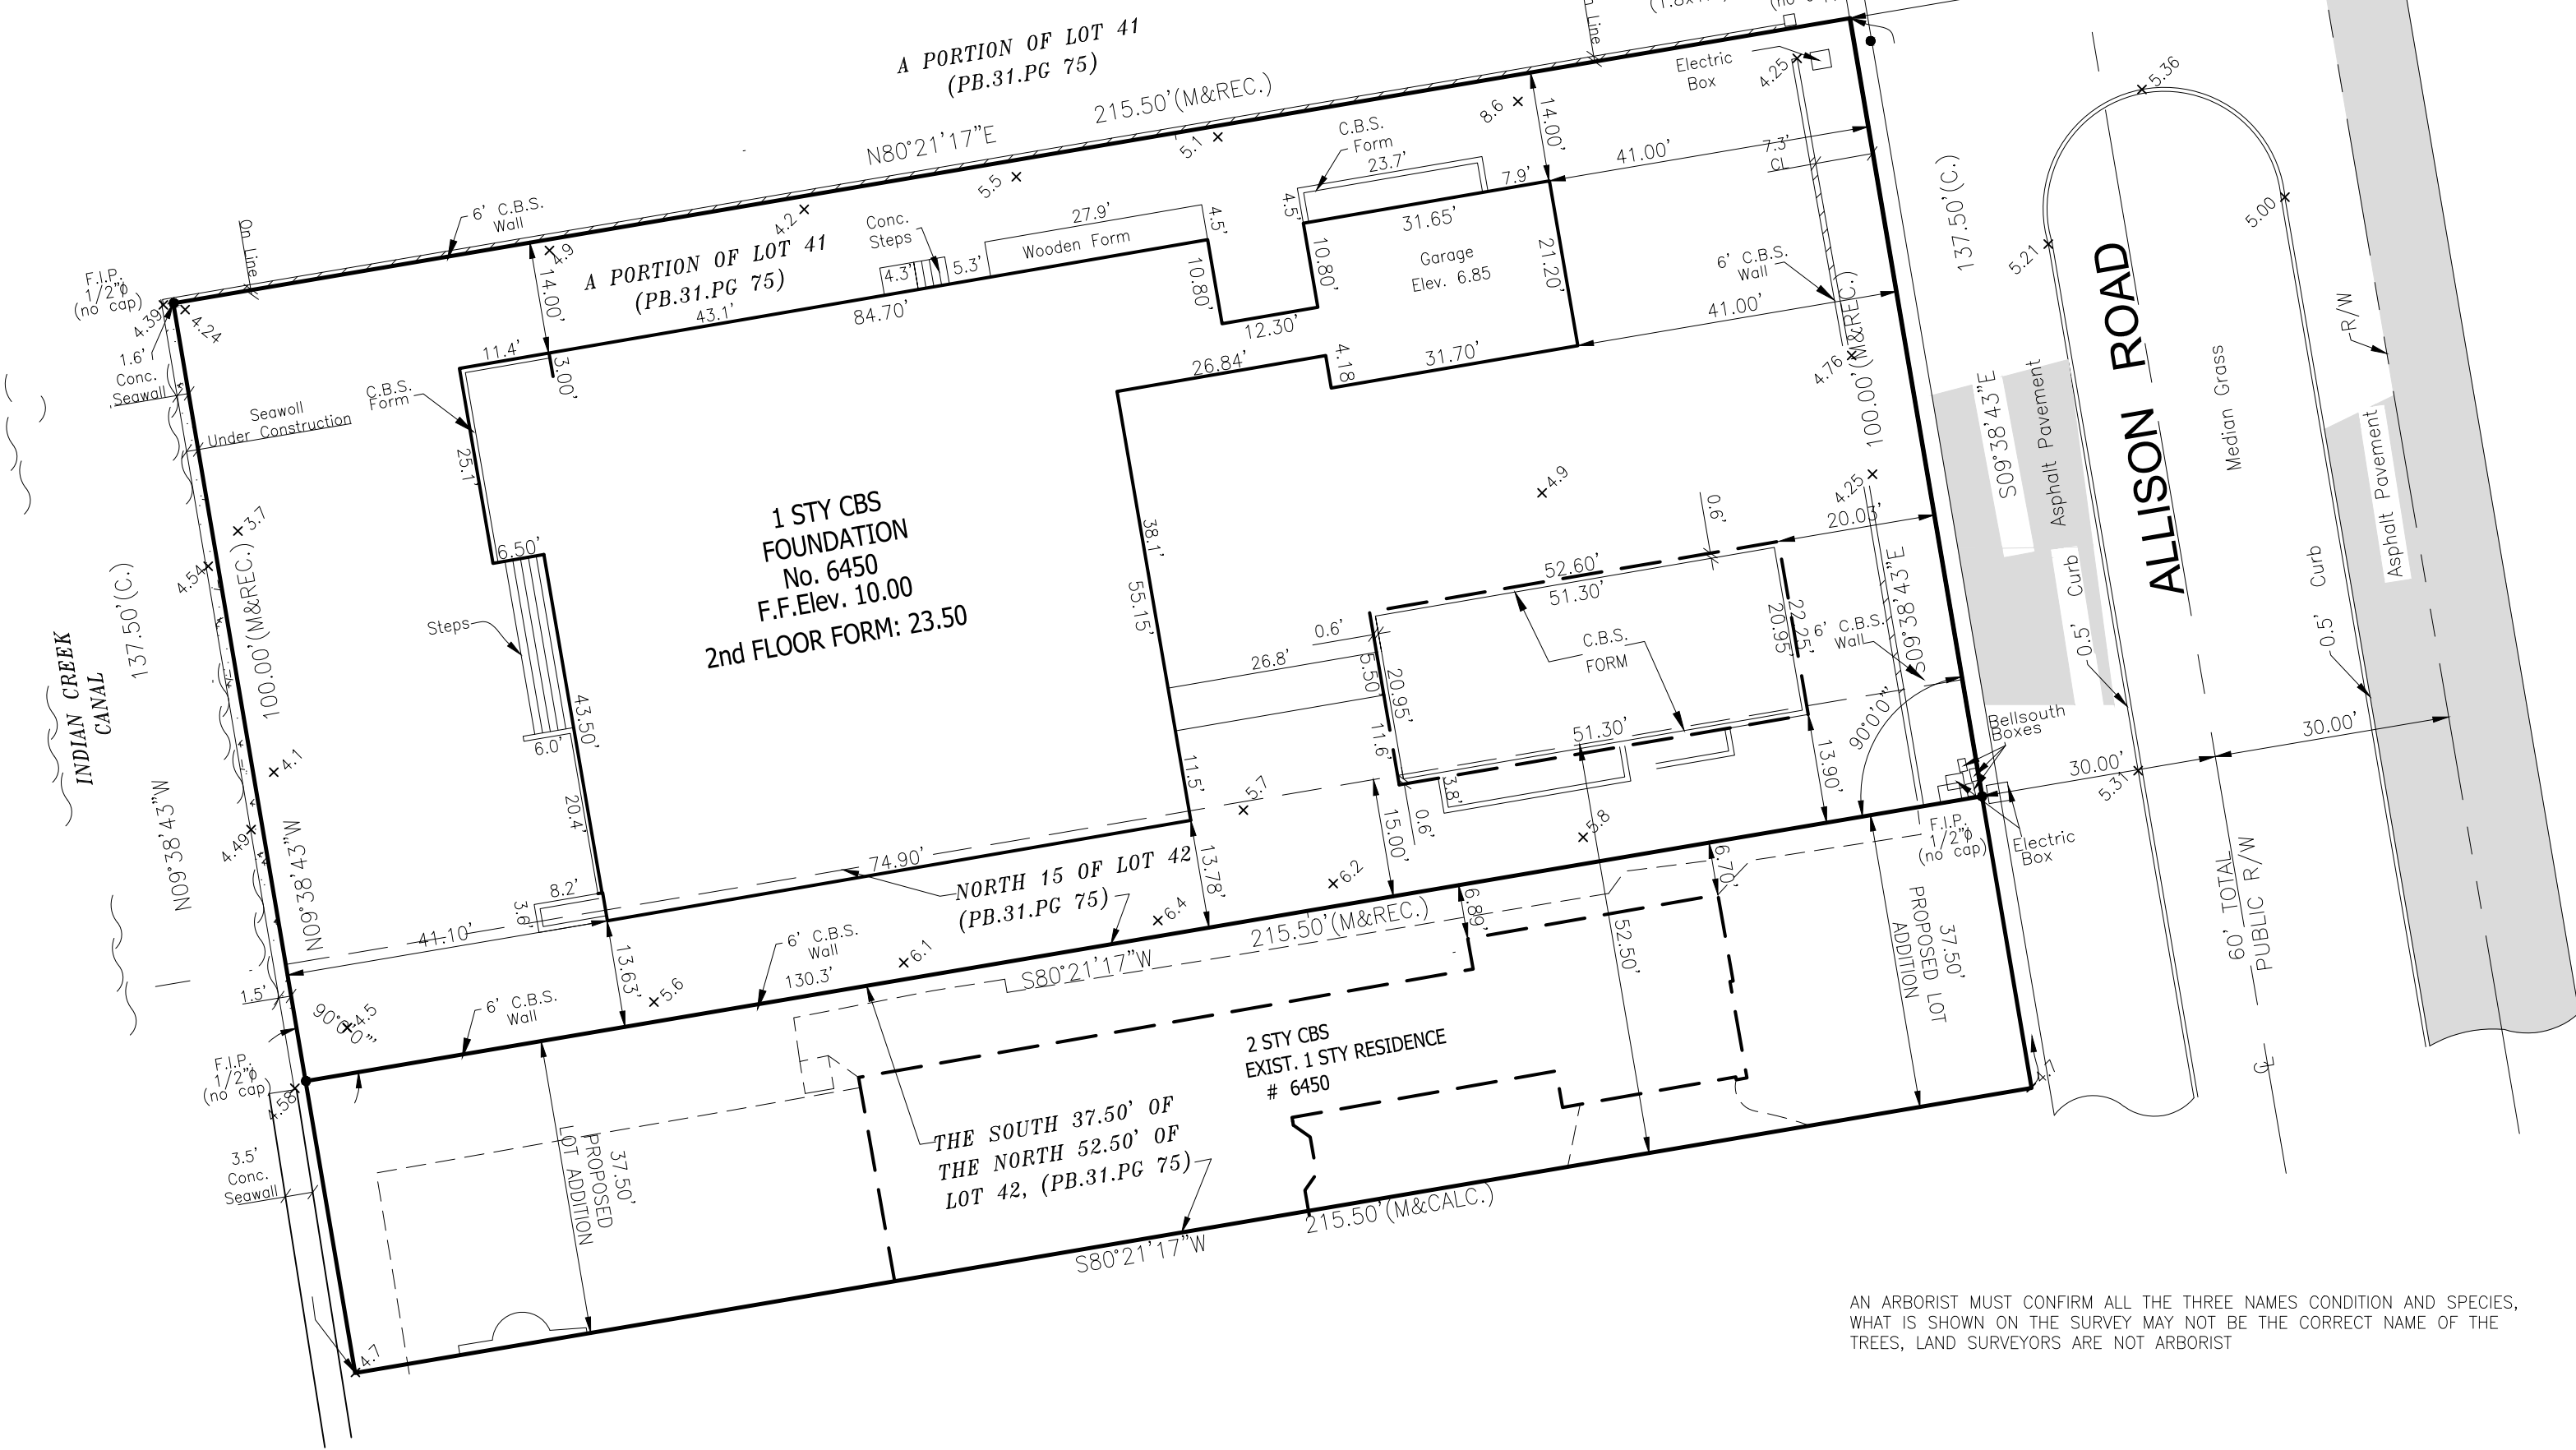 A PORTION OF LOT 41
(PB.31.PG 75)
215.50'(M&REC.)
N80°21'17"E
On Line
6' C.B.S.
Wall
F.I.P.
1/2"ϕ
(no cap)
4.39
4.24
1.6'
Conc.
Seawall
Seawoll
Under Construction
4.9
14.00'
A PORTION OF LOT 41
(PB.31.PG 75)
4.2
5.5
5.1
8.6
Conc.
Steps
4.3'
5.3'
27.9'
Wooden Form
4.5'
43.1'
84.70'
10.80'
12.30'
C.B.S.
Form
23.7'
4.5'
7.9'
31.65'
10.80'
Garage
Elev. 6.85
21.20'
14.00'
41.00'
Line
Electric
Box
4.25
7.3'
CL
6' C.B.S.
Wall
41.00'
4.76
100.00'(M&REC.)
137.50'(C.)
S09°38'43"E
Asphalt Pavement
ALLISON ROAD
Median Grass
5.36
5.00
5.21
R/W
Asphalt Pavement
0.5' Curb
0.5' Curb
11.4'
3.00'
C.B.S.
Form
25.1'
6.50'
Steps
6.0'
43.50'
20.4'
8.2'
3.6'
41.10'
1 STY CBS
FOUNDATION
No. 6450
F.F.Elev. 10.00
2nd FLOOR FORM: 23.50
26.84'
4.18
31.70'
38.1'
55.15'
11.5'
4.9
0.6'
20.03'
4.25
52.60'
51.30'
C.B.S.
FORM
0.6'
26.8'
5.50'
20.95'
11.6'
20.95'
22.25'
6' C.B.S.
Wall
S09°38'43"E
51.30'
3.8'
0.6'
15.00'
13.90'
90°0'0"
Bellsouth
Boxes
30.00'
30.00'
5.31
Electric
Box
F.I.P.
1/2"ϕ
(no cap)
INDIAN CREEK
CANAL
137.50'(C.)
N09°38'43"W
100.00'(M&REC.)
N09°38'43"W
3.7
4.54
4.1
4.49
1.5'
90°0'0"
4.5
6' C.B.S.
Wall
13.63'
5.6
74.90'
NORTH 15 OF LOT 42
(PB.31.PG 75)
13.78'
5.7
6.4
6.2
5.8
6.1
6' C.B.S.
Wall
130.3'
S80°21'17"W
215.50'(M&REC.)
6.89'
6.70'
52.50'
37.50'
PROPOSED LOT
ADDITION
60' TOTAL
PUBLIC R/W
4.7
F.I.P.
1/2"ϕ
(no cap)
4.58
3.5'
Conc.
Seawall
37.50'
PROPOSED
LOT ADDITION
2 STY CBS
EXIST. 1 STY RESIDENCE
# 6450
THE SOUTH 37.50' OF
THE NORTH 52.50' OF
LOT 42, (PB.31.PG 75)
S80°21'17"W
215.50'(M&CALC.)
4.7
AN ARBORIST MUST CONFIRM ALL THE THREE NAMES CONDITION AND SPECIES,
WHAT IS SHOWN ON THE SURVEY MAY NOT BE THE CORRECT NAME OF THE
TREES, LAND SURVEYORS ARE NOT ARBORIST